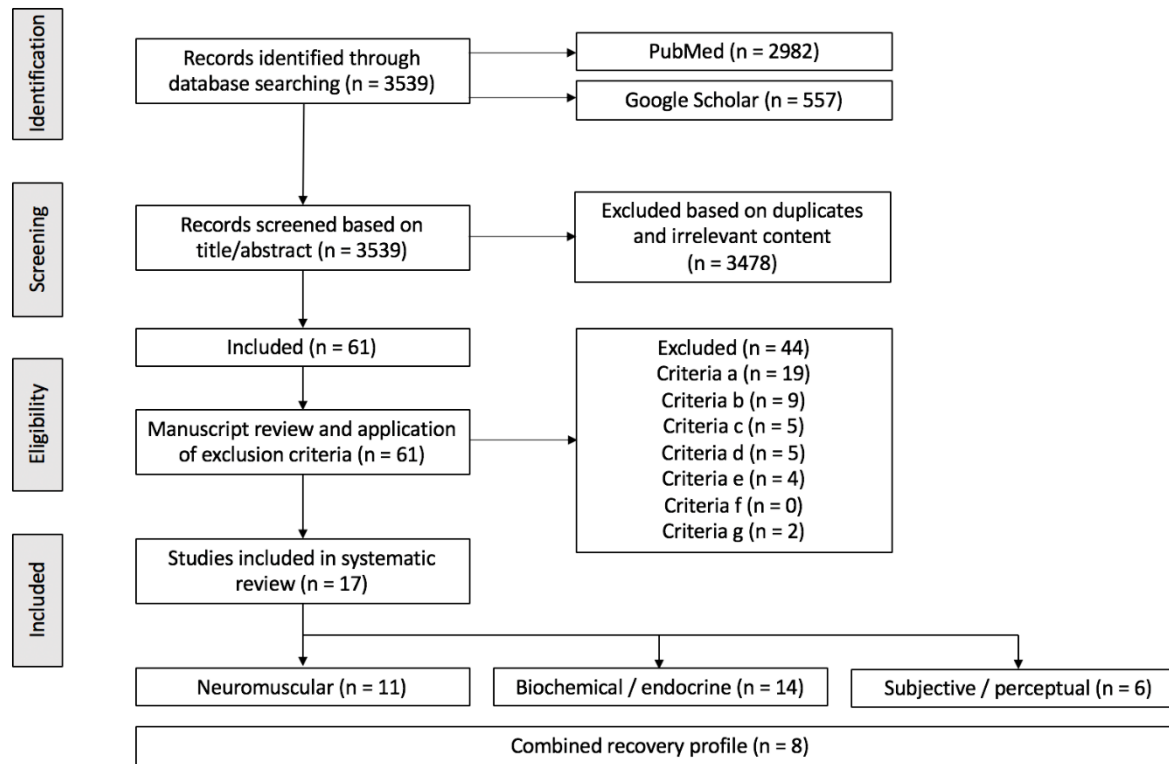 Identification
Records identified through
database searching (n = 3539)
PubMed (n = 2982)
Google Scholar (n = 557)
Screening
Records screened based on
title/abstract (n = 3539)
Excluded based on duplicates
and irrelevant content
(n = 3478)
Eligibility
Included (n = 61)
Manuscript review and application
of exclusion criteria (n = 61)
Excluded (n = 44)
Criteria a (n = 19)
Criteria b (n = 9)
Criteria c (n = 5)
Criteria d (n = 5)
Criteria e (n = 4)
Criteria f (n = 0)
Criteria g (n = 2)
Included
Studies included in systematic
review (n = 17)
Neuromuscular (n = 11)
Biochemical / endocrine (n = 14)
Subjective / perceptual (n = 6)
Combined recovery profile (n = 8)